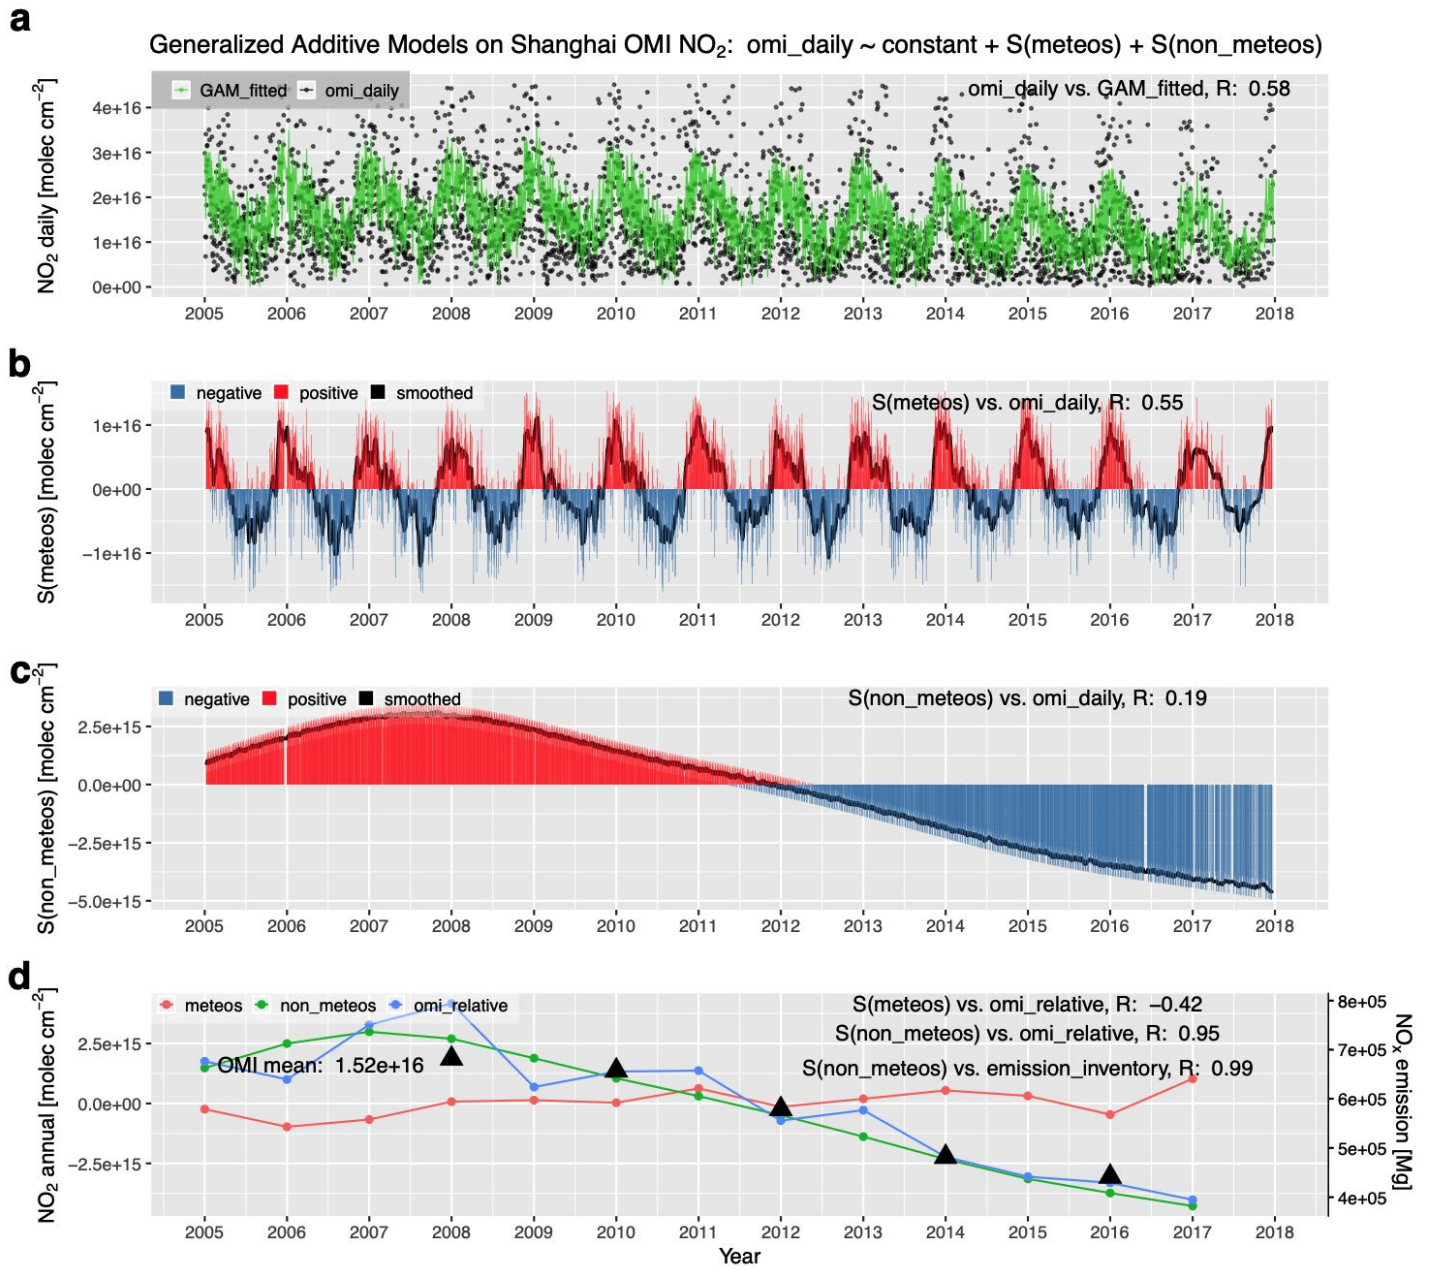 a
Generalized Additive Models on Shanghai OMI NO₂: omi_daily ~ constant + S(meteos) + S(non_meteos)
GAM_fitted omi_daily
omi_daily vs. GAM_fitted, R: 0.58
NO₂ daily [molec cm⁻²]
4e+16
3e+16
2e+16
1e+16
0e+00
2005 2006 2007 2008 2009 2010 2011 2012 2013 2014 2015 2016 2017 2018
b
negative positive smoothed
S(meteos) vs. omi_daily, R: 0.55
S(meteos) [molec cm⁻²]
1e+16
0e+00
−1e+16
2005 2006 2007 2008 2009 2010 2011 2012 2013 2014 2015 2016 2017 2018
c
negative positive smoothed
S(non_meteos) vs. omi_daily, R: 0.19
S(non_meteos) [molec cm⁻²]
2.5e+15
0.0e+00
−2.5e+15
−5.0e+15
2005 2006 2007 2008 2009 2010 2011 2012 2013 2014 2015 2016 2017 2018
d
meteos non_meteos omi_relative
S(meteos) vs. omi_relative, R: −0.42
S(non_meteos) vs. omi_relative, R: 0.95
OMI mean: 1.52e+16
S(non_meteos) vs. emission_inventory, R: 0.99
NO₂ annual [molec cm⁻²]
2.5e+15
0.0e+00
−2.5e+15
8e+05
7e+05
6e+05
5e+05
4e+05
NOₓ emission [Mg]
2005 2006 2007 2008 2009 2010 2011 2012 2013 2014 2015 2016 2017 2018
Year